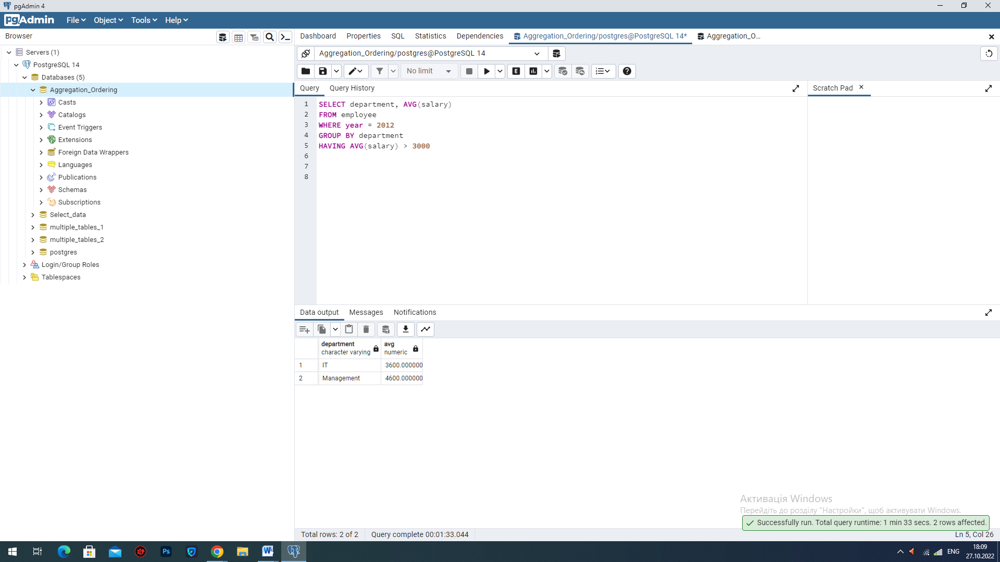 pgAdmin 4
pgAdmin File Object Tools Help
Browser
Dashboard Properties SQL Statistics Dependencies Aggregation_Ordering/postgres@PostgreSQL 14* Aggregation_O...
Servers (1)
PostgreSQL 14
Databases (5)
Aggregation_Ordering
Casts
Catalogs
Event Triggers
Extensions
Foreign Data Wrappers
Languages
Publications
Schemas
Subscriptions
Select_data
multiple_tables_1
multiple_tables_2
postgres
Login/Group Roles
Tablespaces
Aggregation_Ordering/postgres@PostgreSQL 14
No limit
E
Query Query History
Scratch Pad
1 SELECT department, AVG(salary)
2 FROM employee
3 WHERE year = 2012
4 GROUP BY department
5 HAVING AVG(salary) > 3000
6
7
8
Data output Messages Notifications
department avg
character varying numeric
1 IT 3600.000000
2 Management 4600.000000
Активація Windows
Перейдіть до розділу "Настройки", щоб активувати Windows.
Successfully run. Total query runtime: 1 min 33 secs. 2 rows affected.
Total rows: 2 of 2 Query complete 00:01:33.044 Ln 5, Col 26
Ps
W
ENG
18:09
27.10.2022